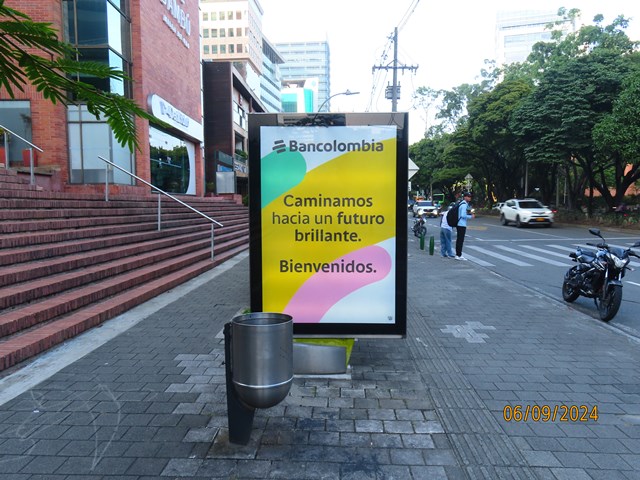 Bancolombia
Caminamos
hacia un futuro
brillante.
Bienvenidos.
06/09/2024